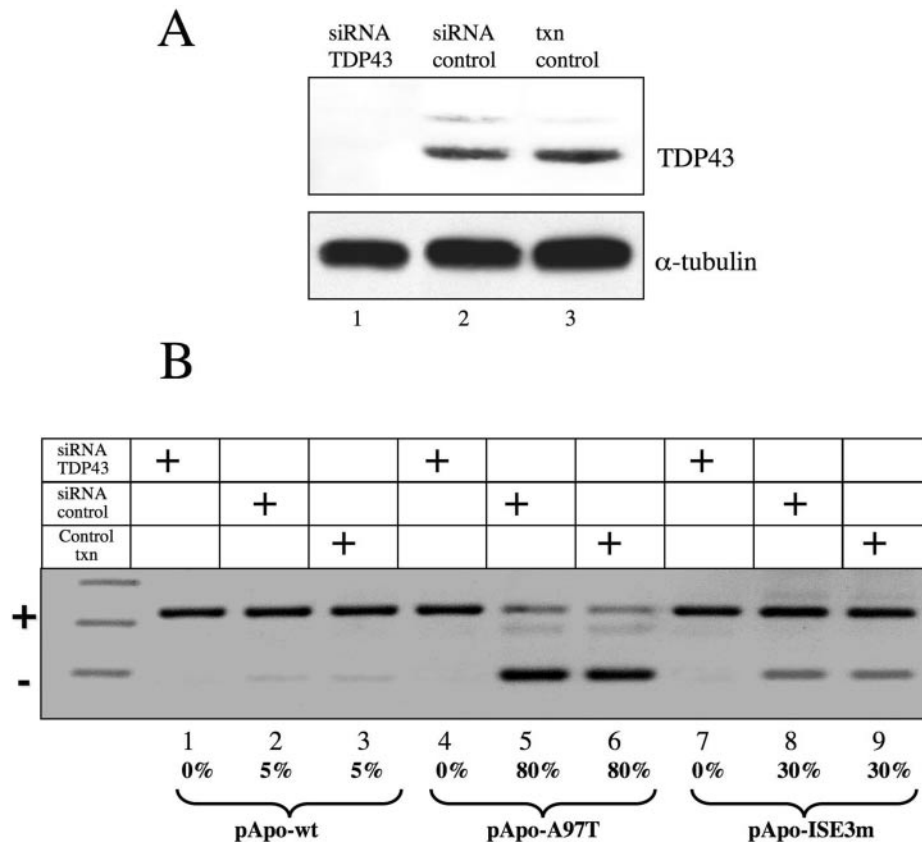 A
siRNA TDP43
siRNA control
txn control
TDP43
α-tubulin
1 2 3
B
siRNA TDP43 +  +  +
siRNA control +  +  +
Control txn +  +  +
+
-
1 2 3 4 5 6 7 8 9
0% 5% 5% 0% 80% 80% 0% 30% 30%
pApo-wt pApo-A97T pApo-ISE3m